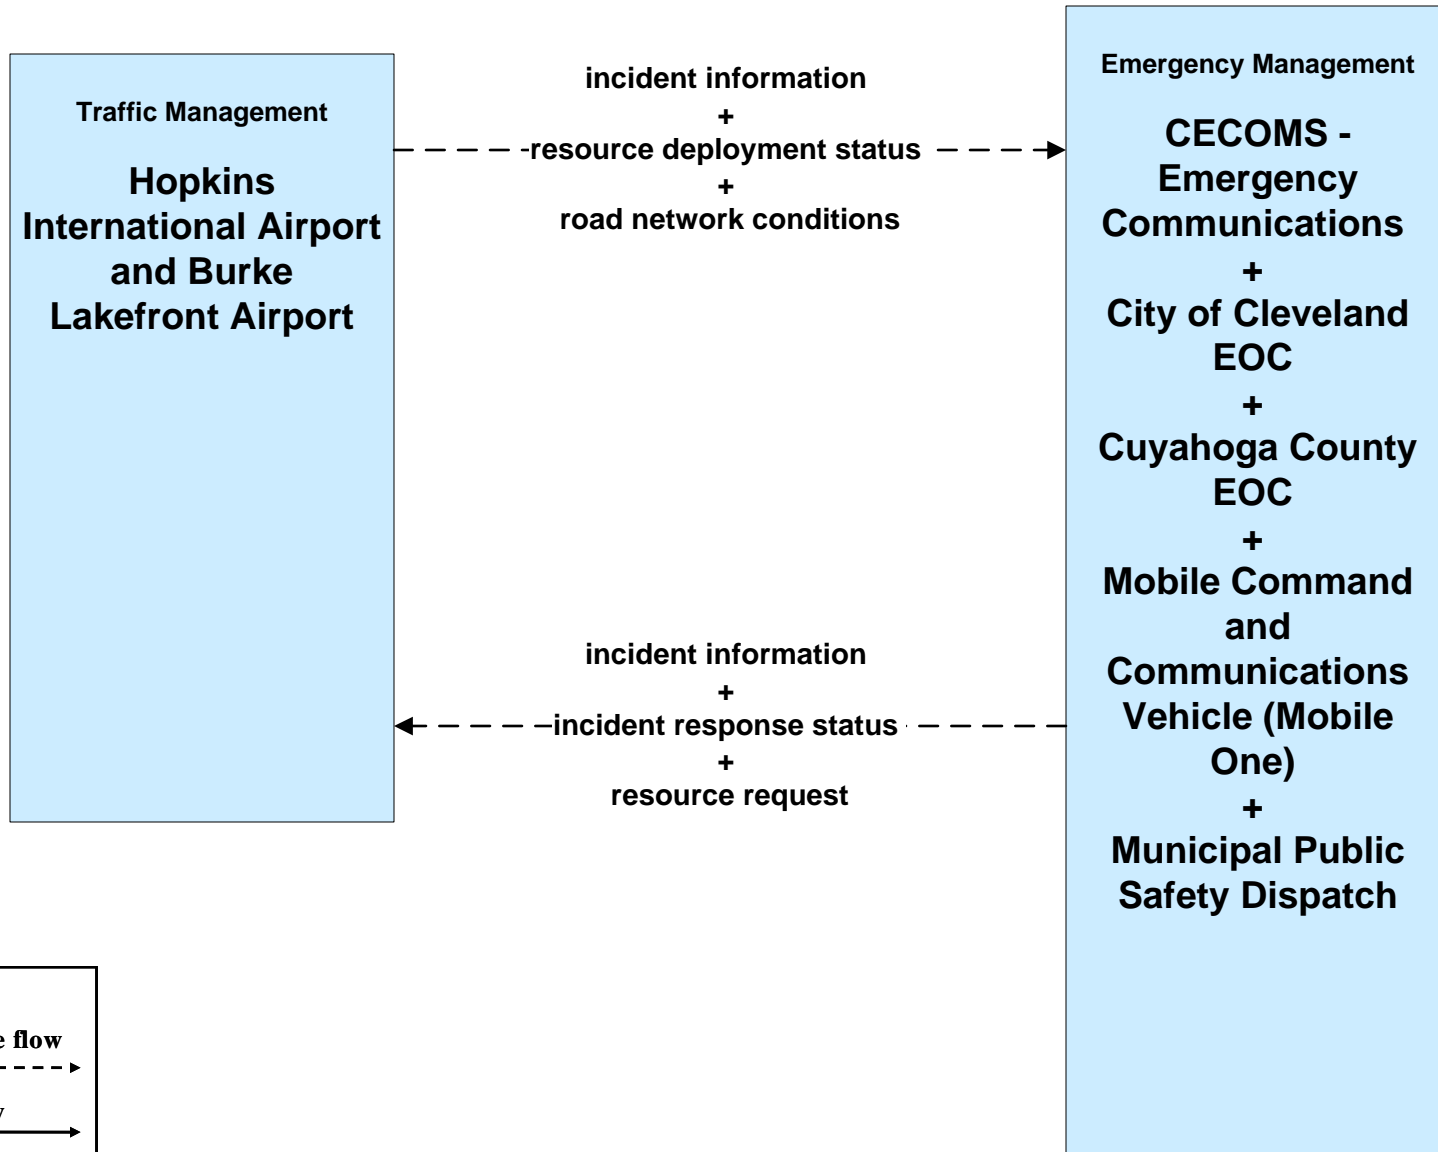 Traffic Management
Hopkins
International Airport
and Burke
Lakefront Airport
incident information
+
resource deployment status
+
road network conditions
incident information
+
incident response status
+
resource request
Emergency Management
CECOMS -
Emergency
Communications
+
City of Cleveland
EOC
+
Cuyahoga County
EOC
+
Mobile Command
and
Communications
Vehicle (Mobile
One)
+
Municipal Public
Safety Dispatch
flow